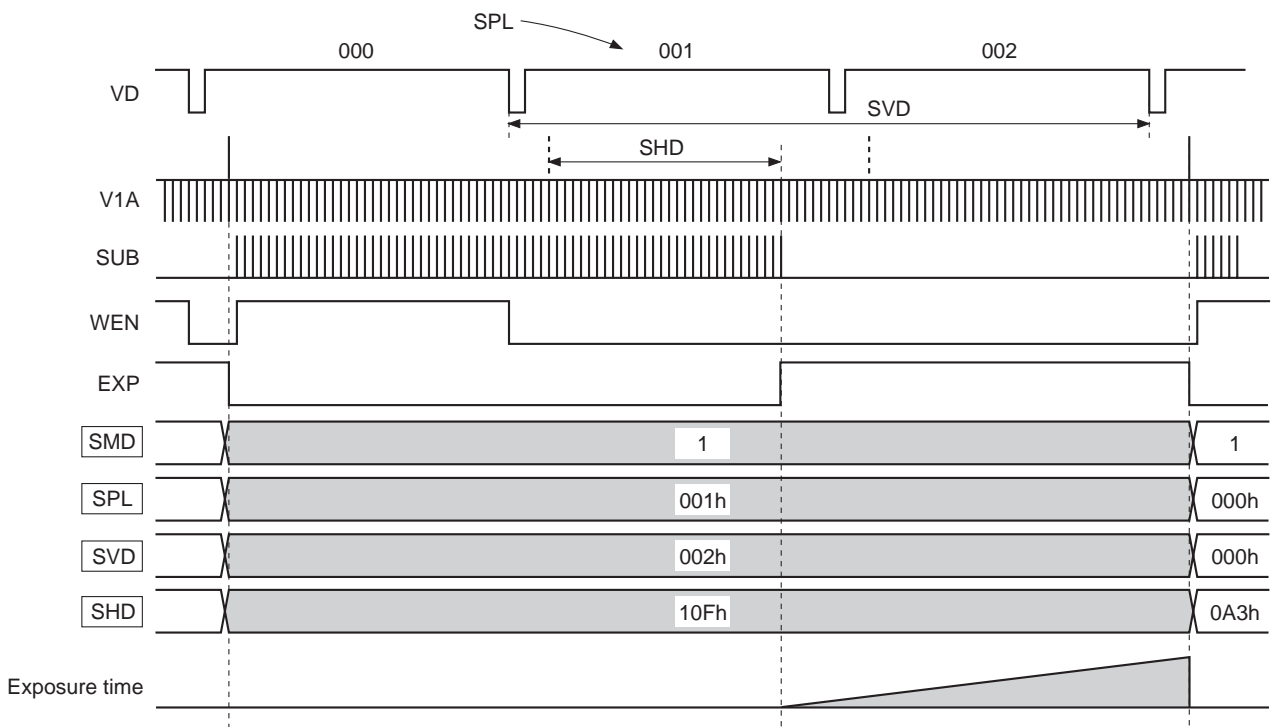 SPL
000 001 002
VD
SVD
SHD
V1A
SUB
WEN
EXP
SMD 1 1
SPL 001h 000h
SVD 002h 000h
SHD 10Fh 0A3h
Exposure time